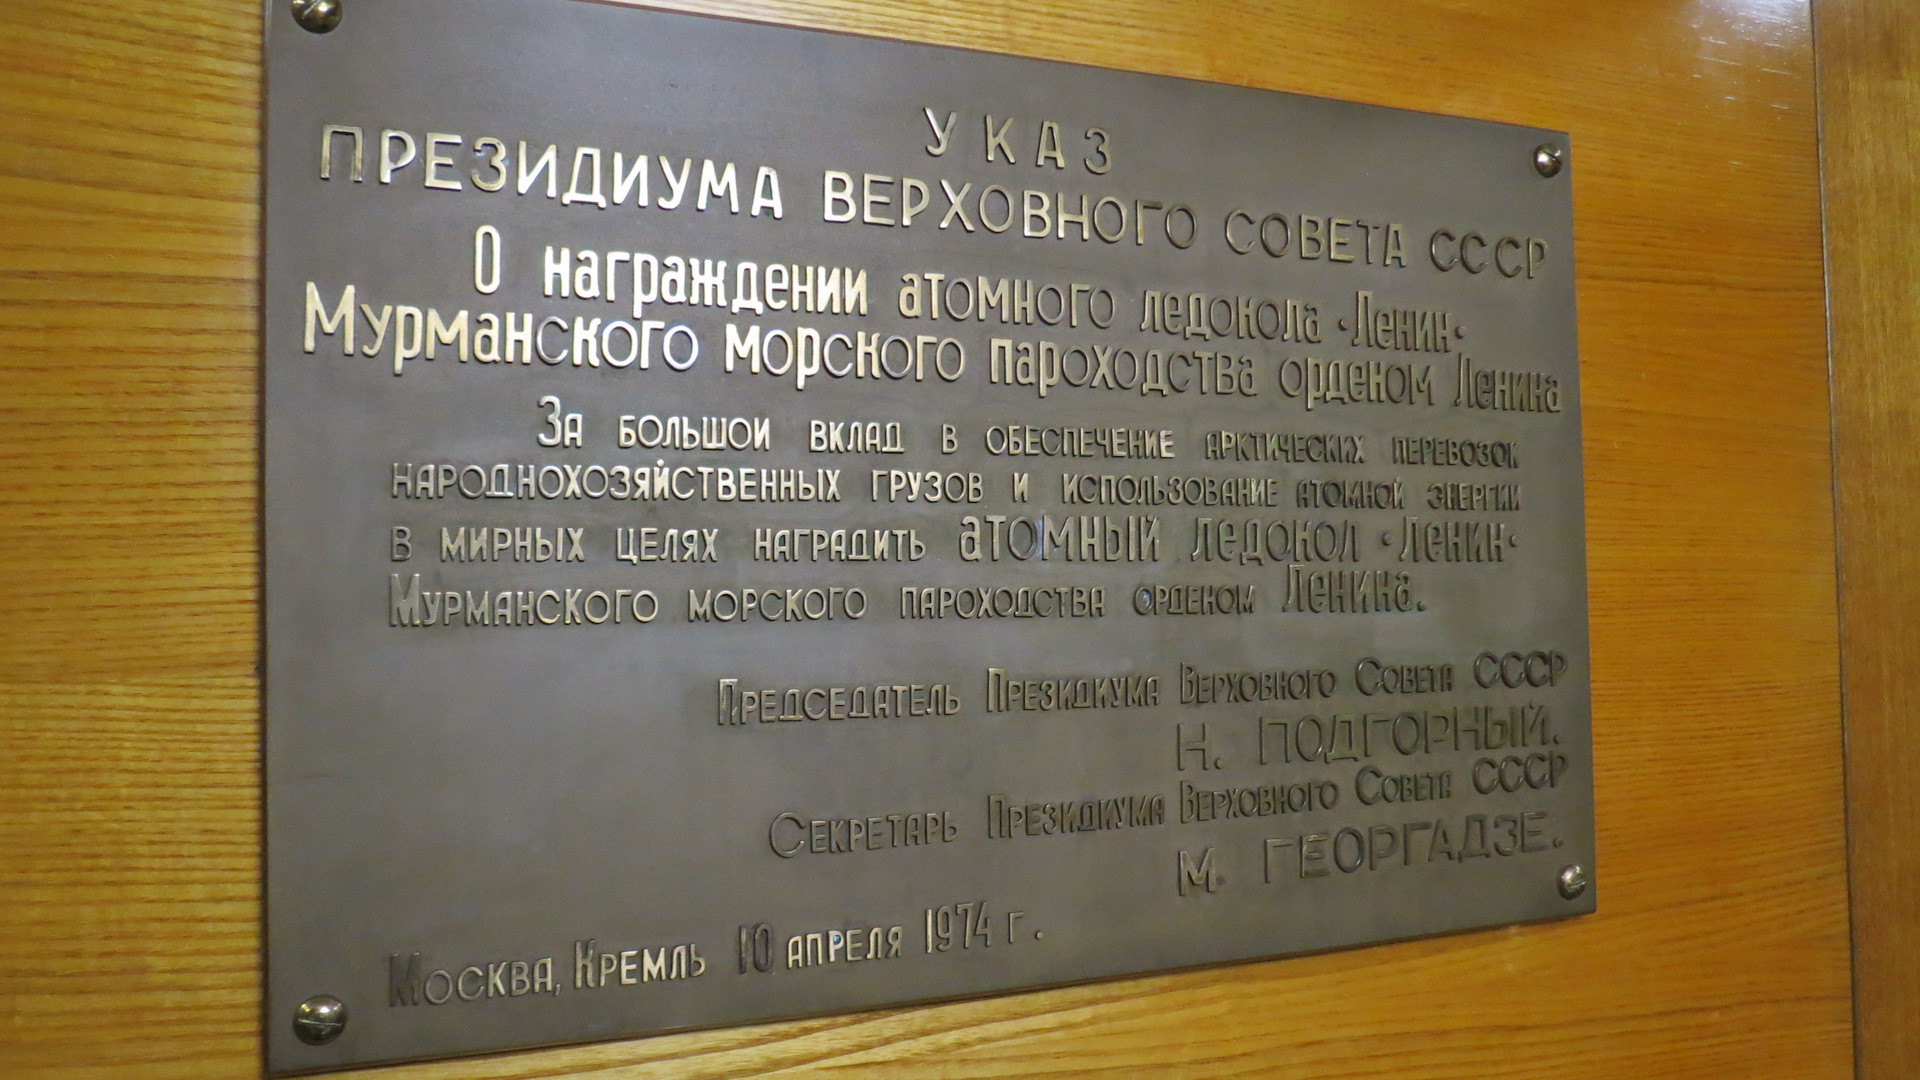 УКАЗ
ПРЕЗИДИУМА ВЕРХОВНОГО СОВЕТА СССР
О награждении атомного ледокола "Ленин"
Мурманского морского пароходства орденом Ленина
За большой вклад в обеспечение арктических перевозок
народнохозяйственных грузов и использование атомной энергии
в мирных целях наградить атомный ледокол "Ленин"
Мурманского морского пароходства орденом Ленина.
Председатель Президиума Верховного Совета СССР
Н. ПОДГОРНЫЙ.
Секретарь Президиума Верховного Совета СССР
М. ГЕОРГАДЗЕ.
Москва, Кремль 10 апреля 1974 г.